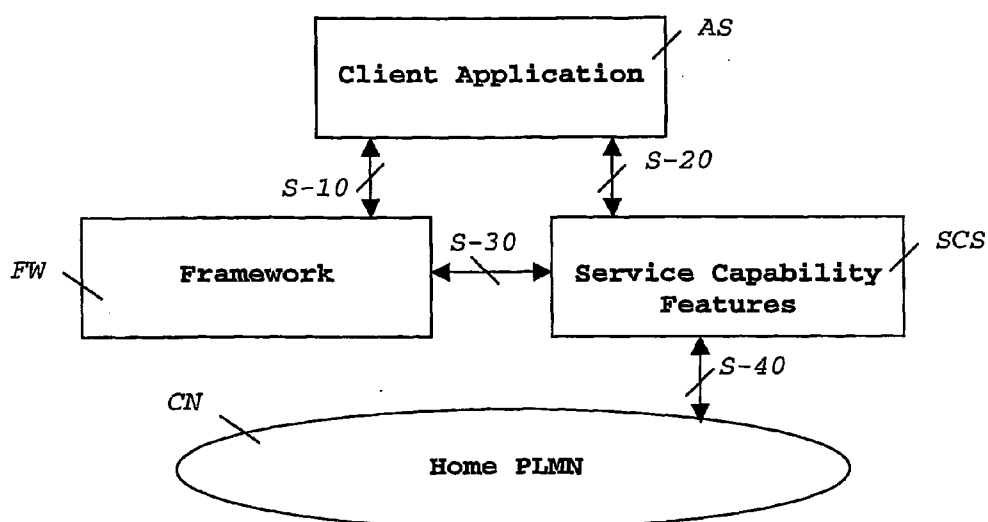 AS
Client Application
S-10
S-20
S-30
SCS
FW
Framework
Service Capability
Features
S-40
CN
Home PLMN